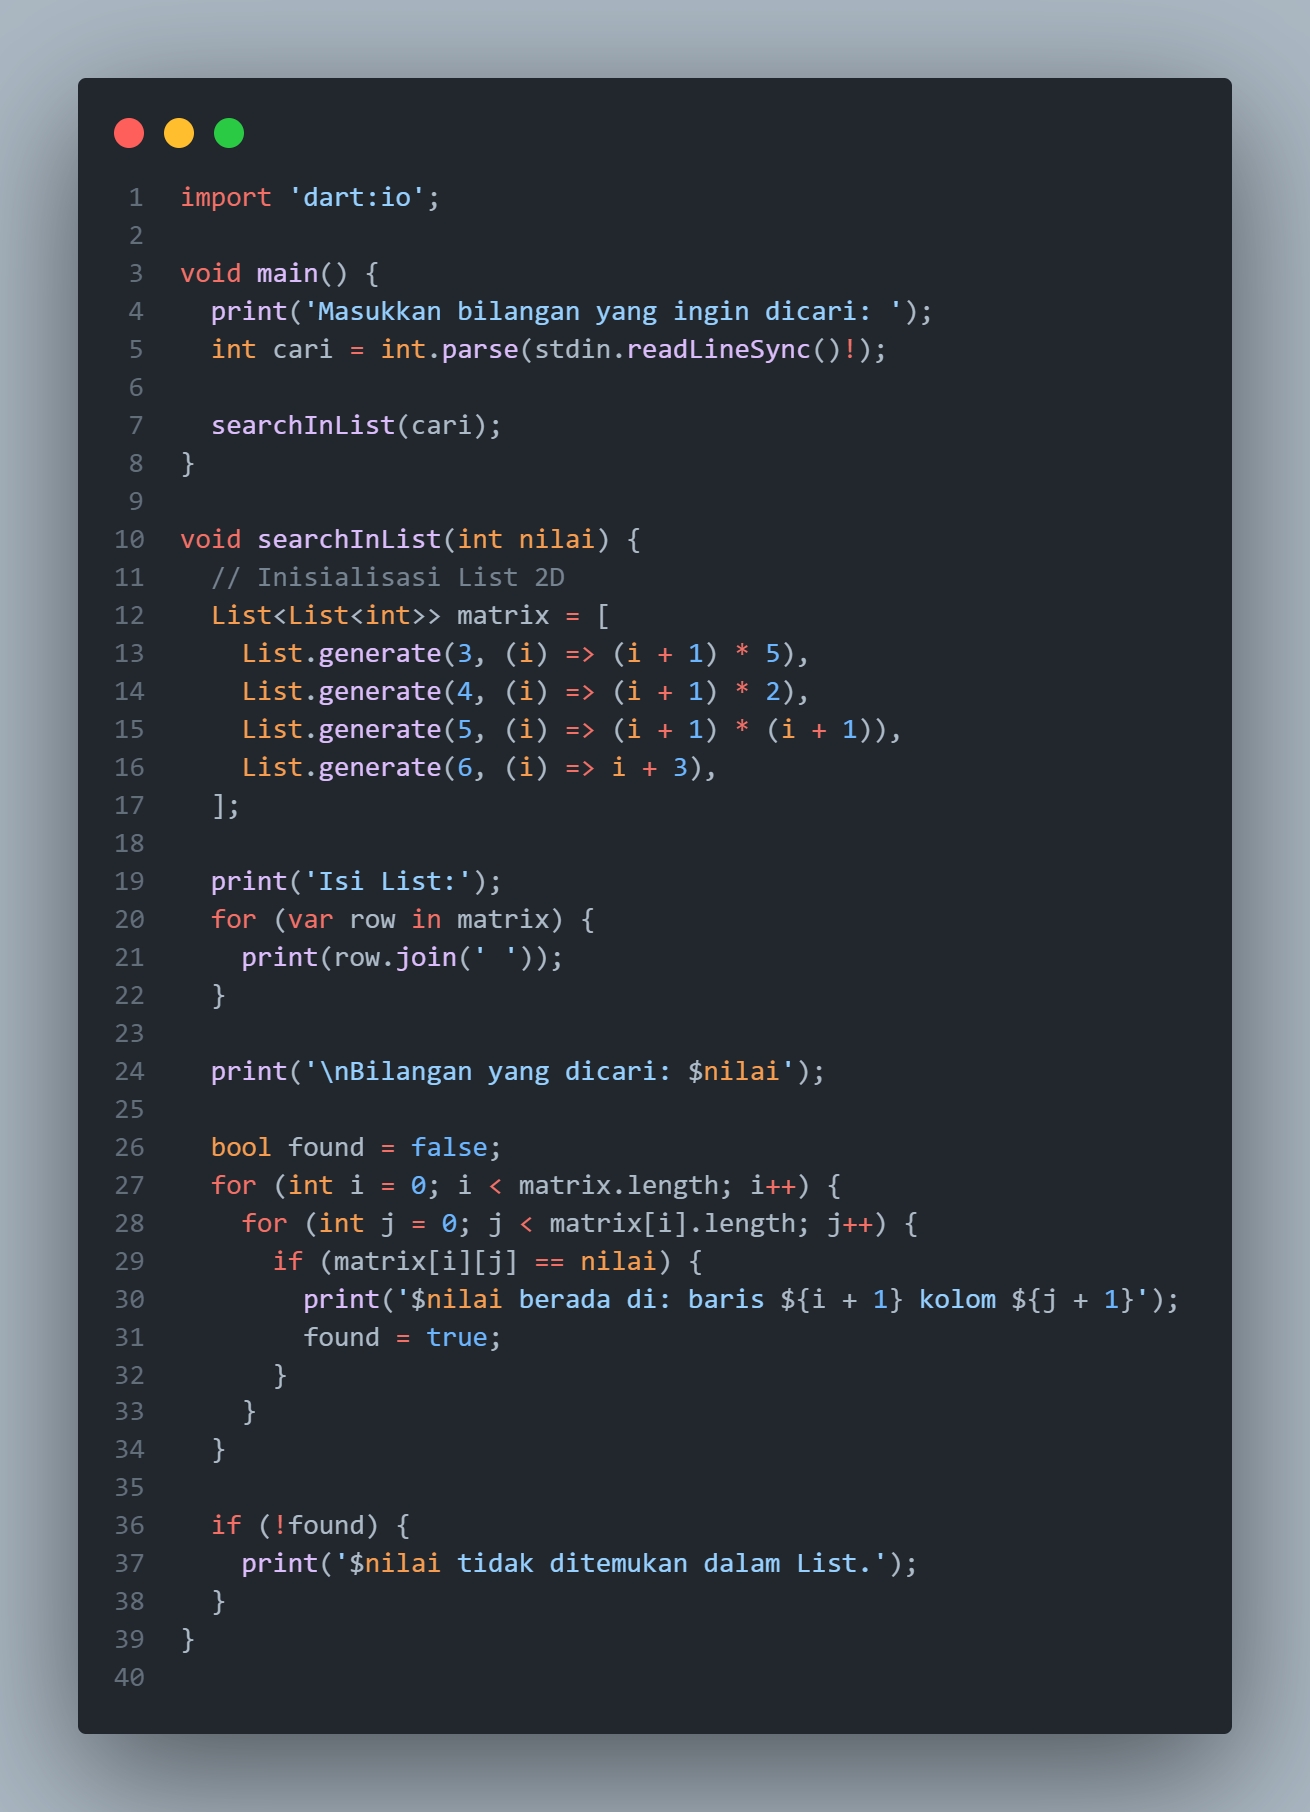 1 import 'dart:io';
2
3 void main() {
4   print('Masukkan bilangan yang ingin dicari: ');
5   int cari = int.parse(stdin.readLineSync()!);
6
7   searchInList(cari);
8 }
9
10 void searchInList(int nilai) {
11   // Inisialisasi List 2D
12   List<List<int>> matrix = [
13     List.generate(3, (i) => (i + 1) * 5),
14     List.generate(4, (i) => (i + 1) * 2),
15     List.generate(5, (i) => (i + 1) * (i + 1)),
16     List.generate(6, (i) => i + 3),
17   ];
18
19   print('Isi List:');
20   for (var row in matrix) {
21     print(row.join(' '));
22   }
23
24   print('\nBilangan yang dicari: $nilai');
25
26   bool found = false;
27   for (int i = 0; i < matrix.length; i++) {
28     for (int j = 0; j < matrix[i].length; j++) {
29       if (matrix[i][j] == nilai) {
30         print('$nilai berada di: baris ${i + 1} kolom ${j + 1}');
31         found = true;
32       }
33     }
34   }
35
36   if (!found) {
37     print('$nilai tidak ditemukan dalam List.');
38   }
39 }
40